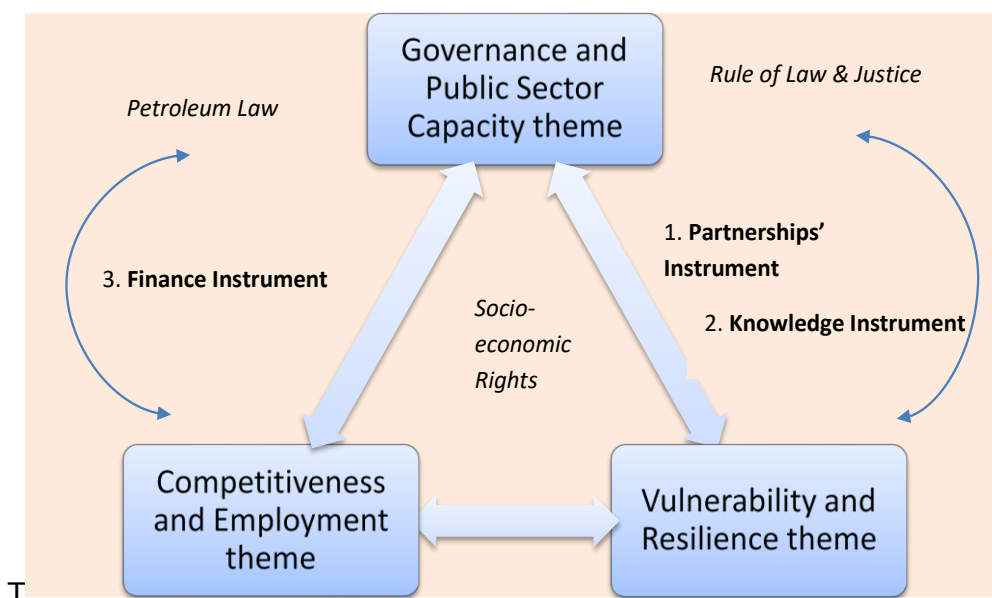 Governance and
Public Sector
Capacity theme
Rule of Law & Justice
Petroleum Law
1. Partnerships’
Instrument
3. Finance Instrument
2. Knowledge Instrument
Socio-
economic
Rights
Competitiveness
and Employment
theme
Vulnerability and
Resilience theme
T